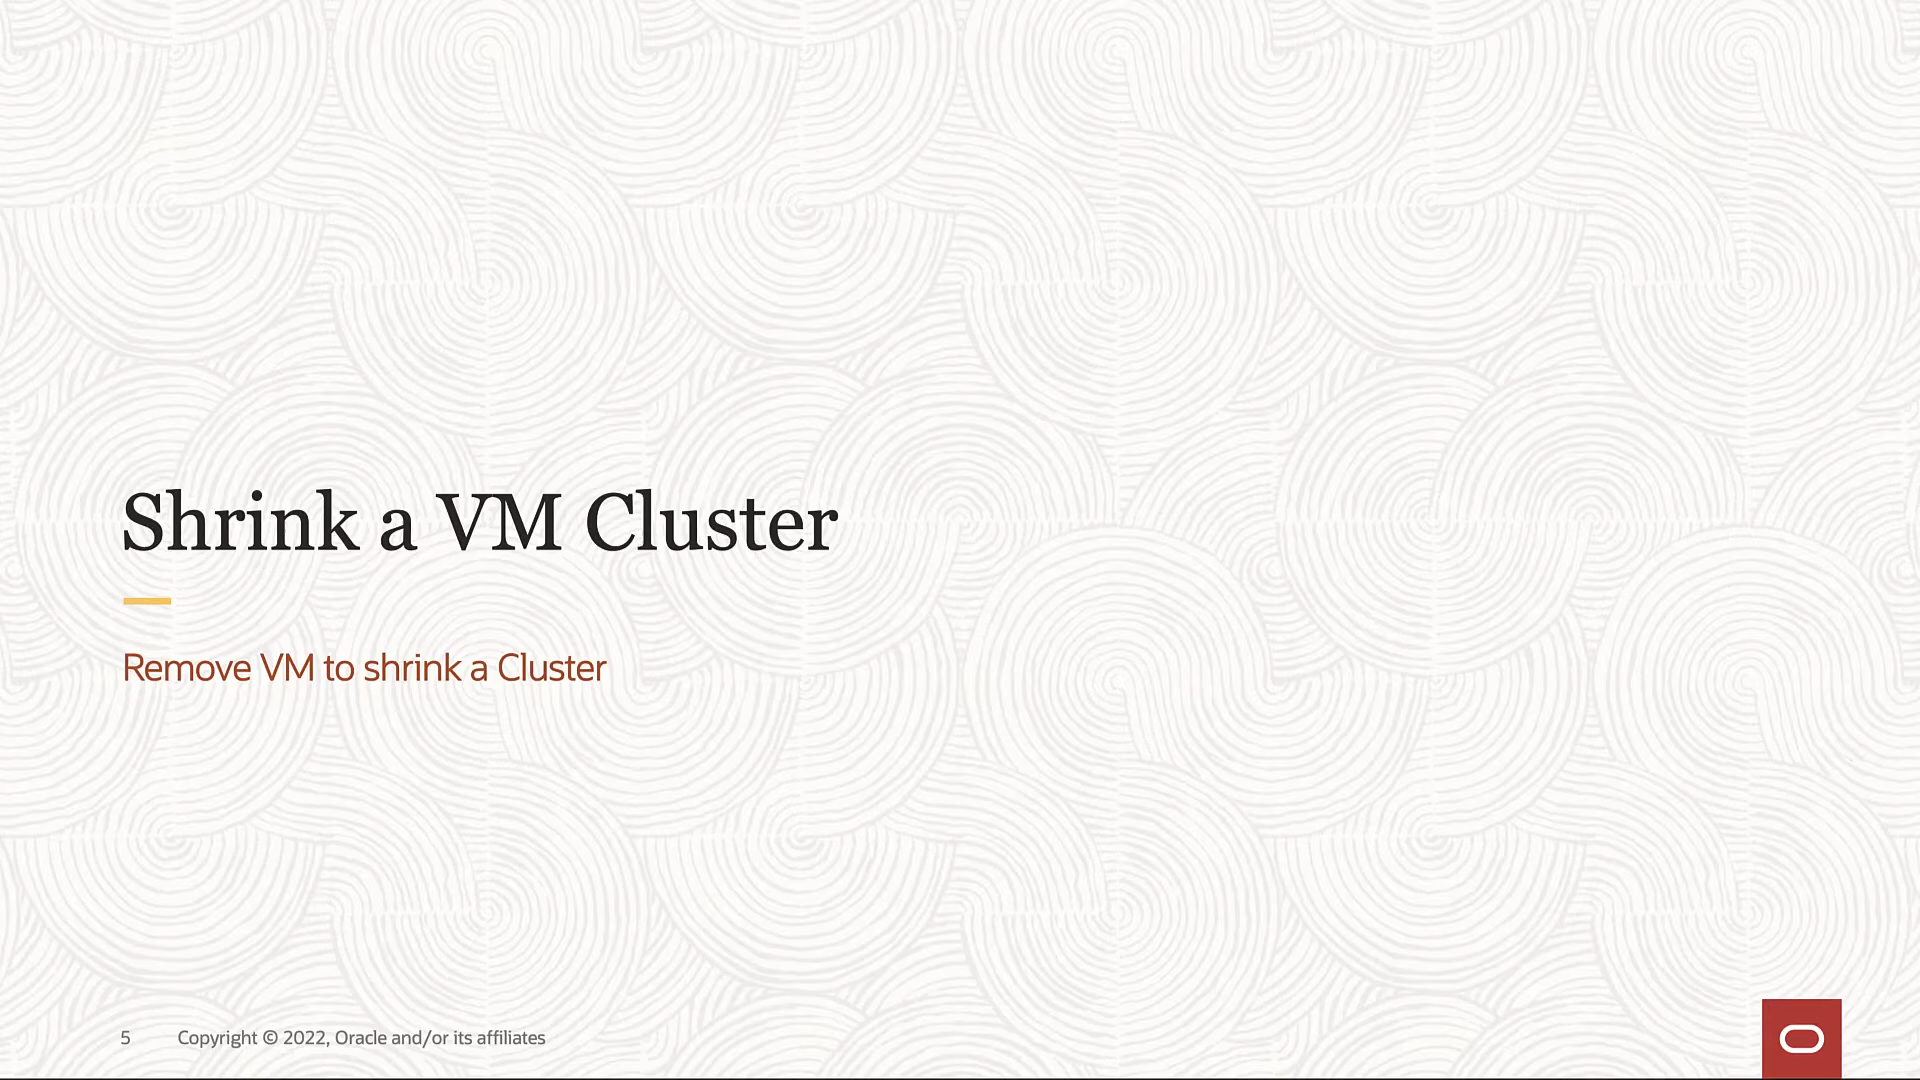 Shrink a VM Cluster
Remove VM to shrink a Cluster
5 Copyright © 2022, Oracle and/or its affiliates